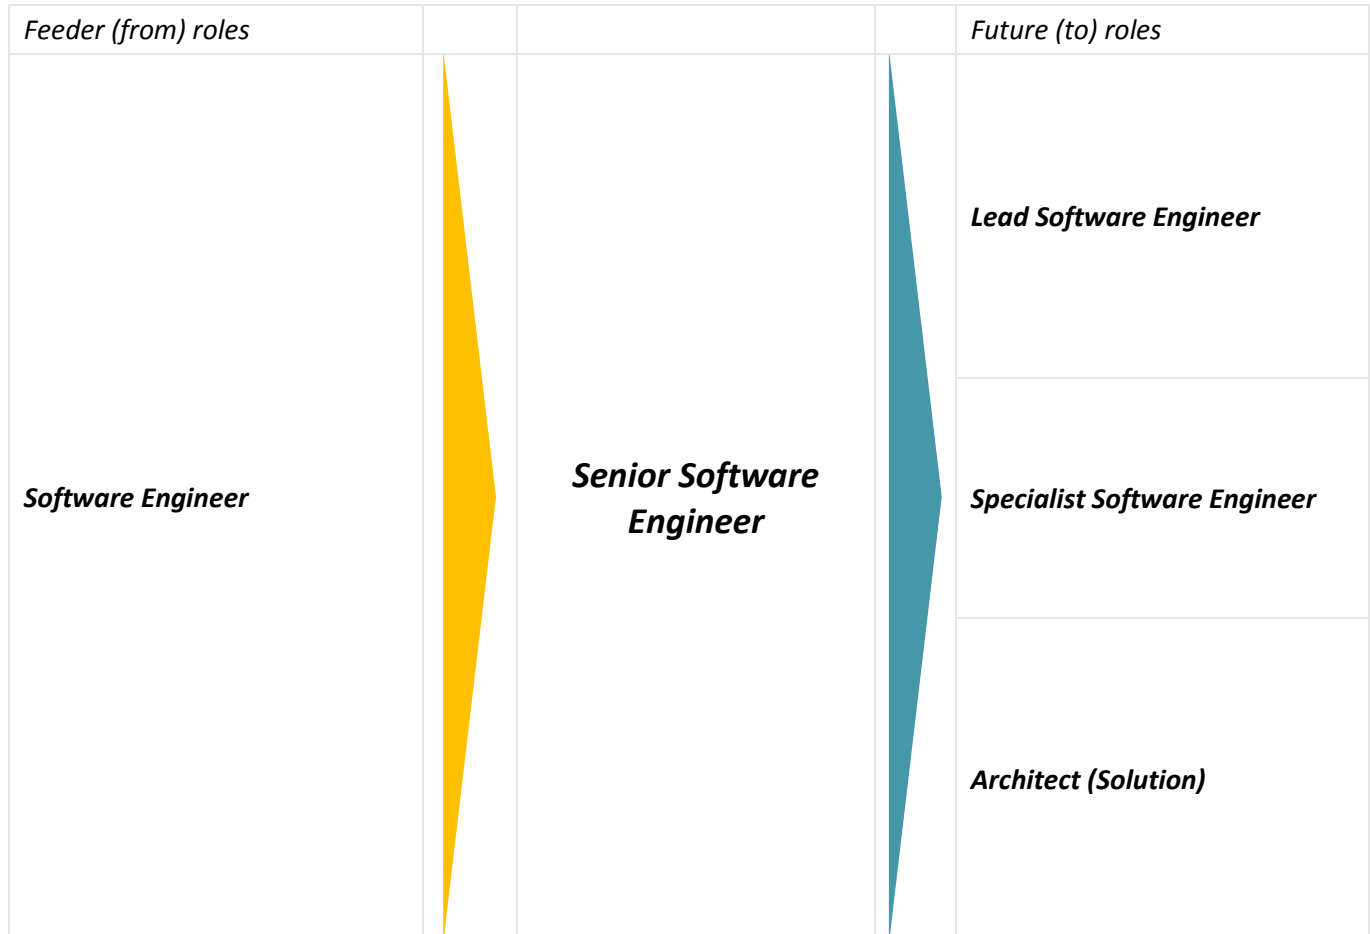 Feeder (from) roles
Future (to) roles
Lead Software Engineer
Software Engineer
Senior Software
Engineer
Specialist Software Engineer
Architect (Solution)